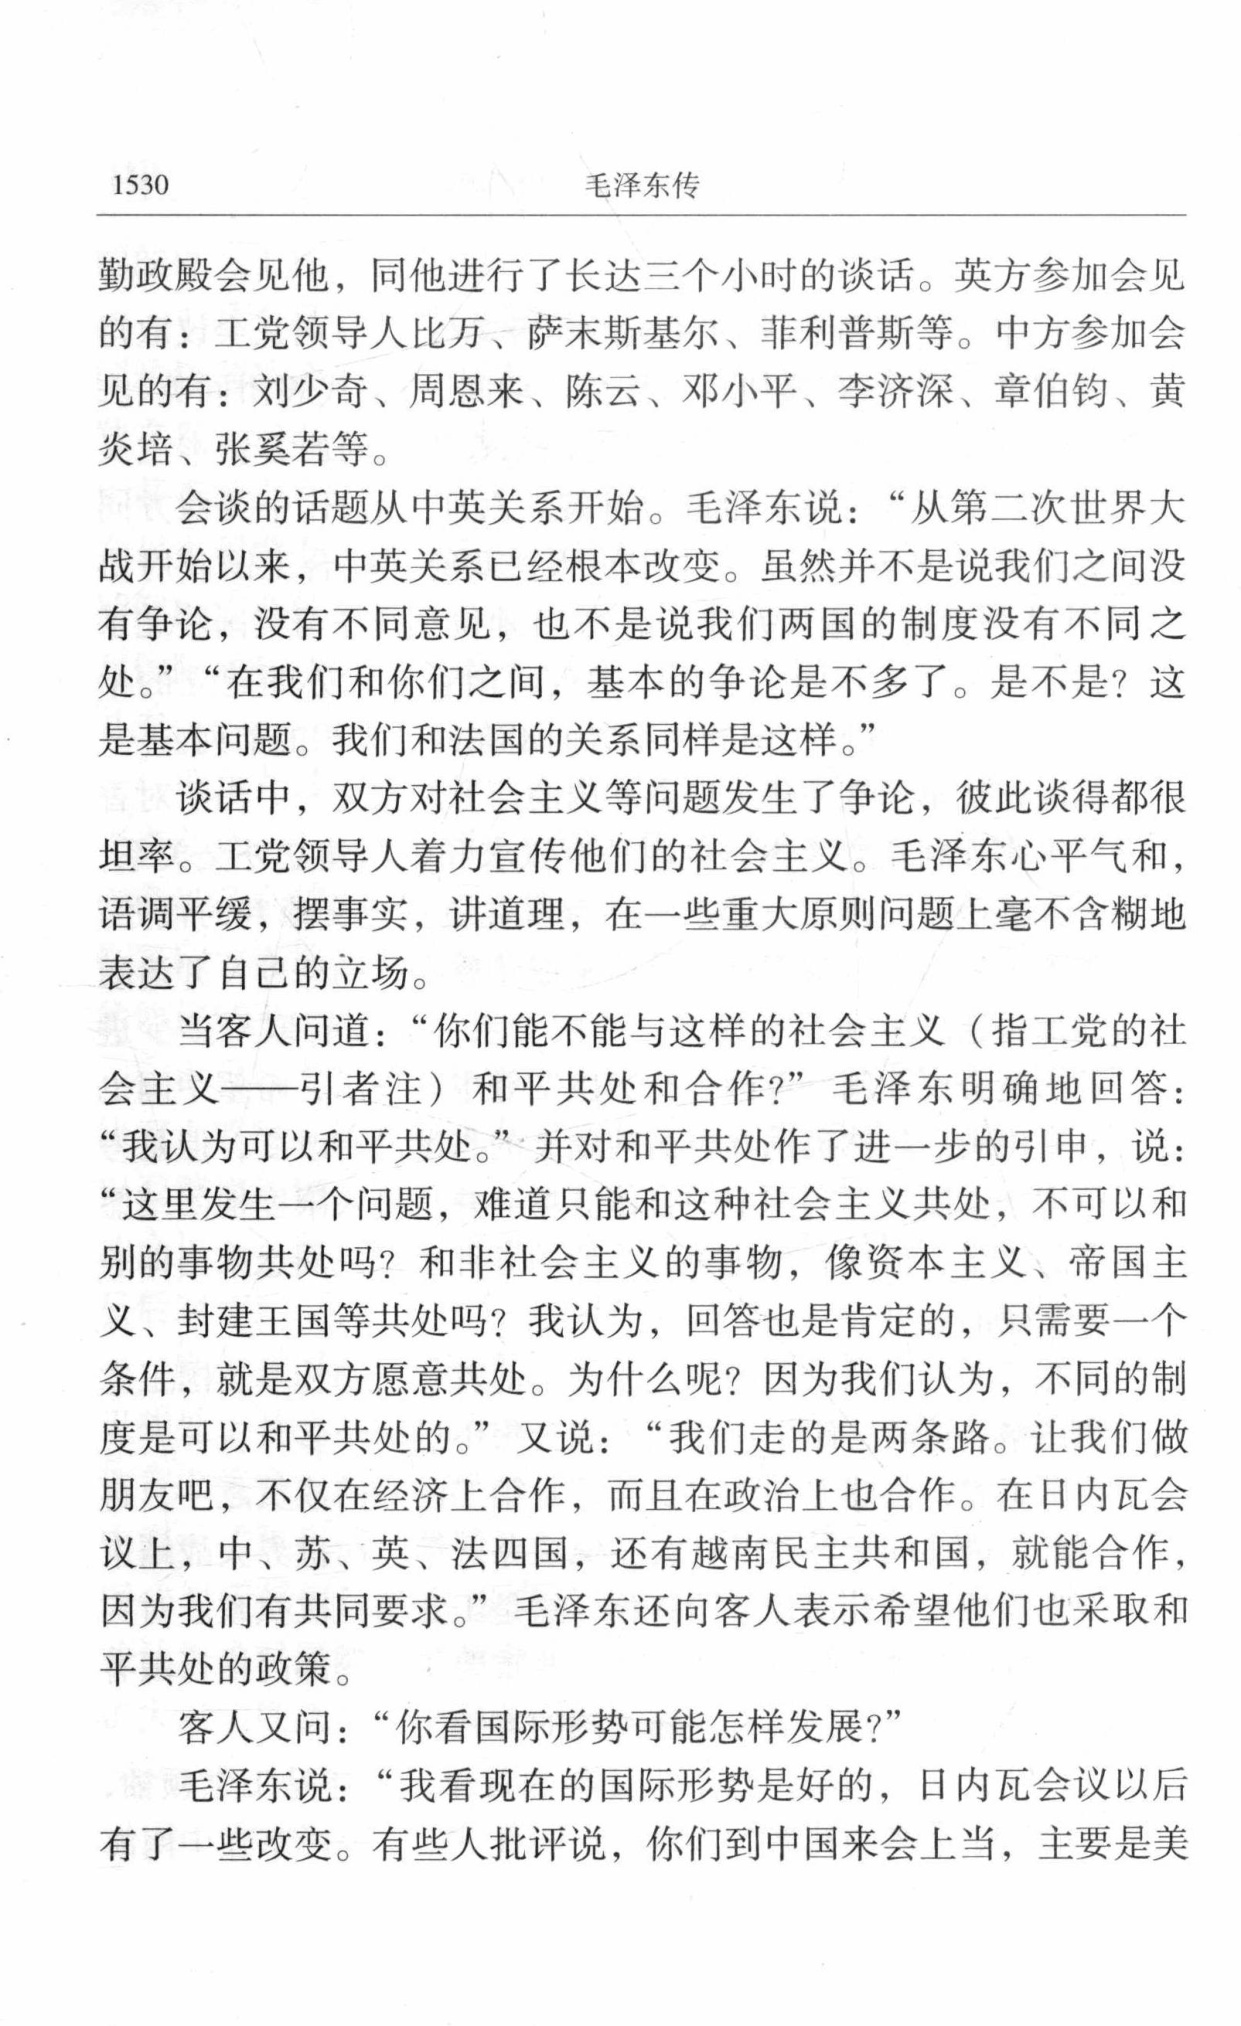 1530
毛泽东传
勤政殿会见他，同他进行了长达三个小时的谈话。英方参加会见
的有：工党领导人比万、萨末斯基尔、菲利普斯等。中方参加会
见的有：刘少奇、周恩来、陈云、邓小平、李济深、章伯钧、黄
炎培、张奚若等。
会谈的话题从中英关系开始。毛泽东说：“从第二次世界大
战开始以来，中英关系已经根本改变。虽然并不是说我们之间没
有争论，没有不同意见，也不是说我们两国的制度没有不同之
处。”“在我们和你们之间，基本的争论是不多了。是不是？这
是基本问题。我们和法国的关系同样是这样。”
谈话中，双方对社会主义等问题发生了争论，彼此谈得都很
坦率。工党领导人着力宣传他们的社会主义。毛泽东心平气和，
语调平缓，摆事实，讲道理，在一些重大原则问题上毫不含糊地
表达了自己的立场。
当客人问道：“你们能不能与这样的社会主义（指工党的社
会主义——引者注）和平共处和合作？”毛泽东明确地回答：
“我认为可以和平共处。”并对和平共处作了进一步的引申，说：
“这里发生一个问题，难道只能和这种社会主义共处，不可以和
别的事物共处吗？和非社会主义的事物，像资本主义、帝国主
义、封建王国等共处吗？我认为，回答也是肯定的，只需要一个
条件，就是双方愿意共处。为什么呢？因为我们认为，不同的制
度是可以和平共处的。”又说：“我们走的是两条路。让我们做
朋友吧，不仅在经济上合作，而且在政治上也合作。在日内瓦会
议上，中、苏、英、法四国，还有越南民主共和国，就能合作，
因为我们有共同要求。”毛泽东还向客人表示希望他们也采取和
平共处的政策。
客人又问：“你看国际形势可能怎样发展？”
毛泽东说：“我看现在的国际形势是好的，日内瓦会议以后
有了一些改变。有些人批评说，你们到中国来会上当，主要是美